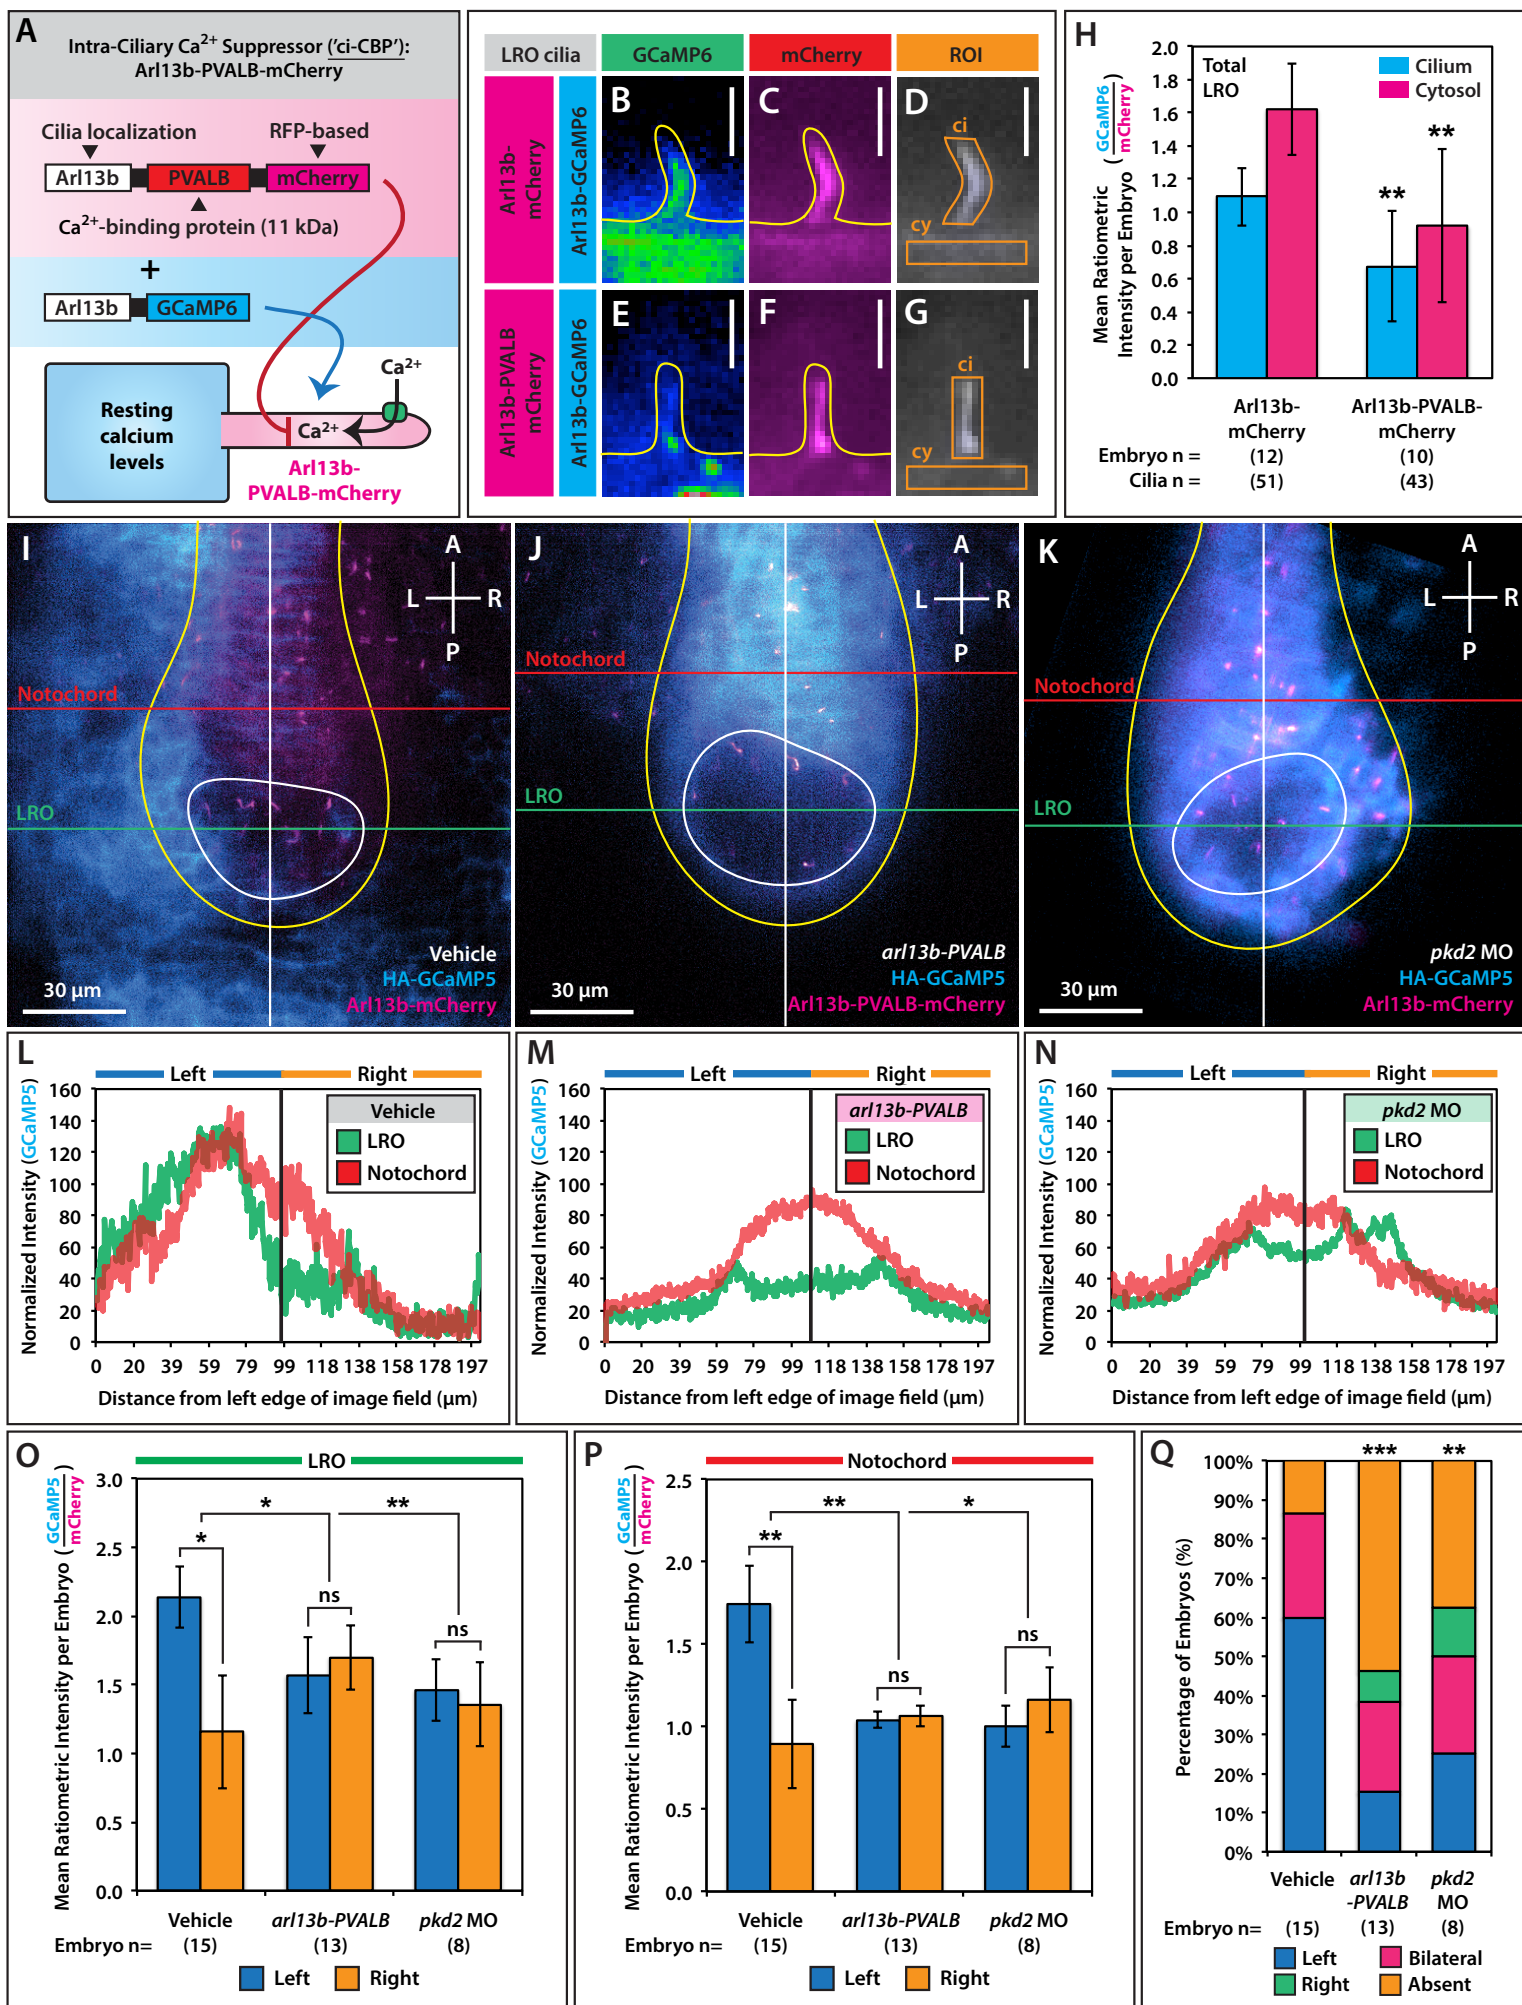 A
Intra-Ciliary Ca2+ Suppressor ('ci-CBP'):
Arl13b-PVALB-mCherry
Cilia localization
RFP-based
Arl13b
PVALB
mCherry
Ca2+-binding protein (11 kDa)
+
Arl13b
GCaMP6
Resting
calcium
levels
Ca2+
Ca2+
Arl13b-
PVALB-mCherry
LRO cilia
GCaMP6
mCherry
ROI
Arl13b-
mCherry
Arl13b-GCaMP6
B
C
D
ci
cy
Arl13b-PVALB
mCherry
Arl13b-GCaMP6
E
F
G
ci
cy
H
Total
LRO
Cilium
Cytosol
Mean Ratiometric
Intensity per Embryo
(GCaMP6
mCherry)
2.0
1.8
1.6
1.4
1.2
1.0
0.8
0.6
0.4
0.2
0.0
**
**
Arl13b-
mCherry
Arl13b-PVALB-
mCherry
Embryo n = (12) (10)
Cilia n = (51) (43)
I
A
L R
P
Notochord
LRO
Vehicle
HA-GCaMP5
Arl13b-mCherry
30 µm
J
A
L R
P
Notochord
LRO
arl13b-PVALB
HA-GCaMP5
Arl13b-PVALB-mCherry
30 µm
K
A
L R
P
Notochord
LRO
pkd2 MO
HA-GCaMP5
Arl13b-mCherry
30 µm
L
Left Right
Normalized Intensity (GCaMP5)
160
140
120
100
80
60
40
20
0
Vehicle
LRO
Notochord
0 20 39 59 79 99 118 138 158 178 197
Distance from left edge of image field (µm)
M
Left Right
Normalized Intensity (GCaMP5)
160
140
120
100
80
60
40
20
0
arl13b-PVALB
LRO
Notochord
0 20 39 59 79 99 118 138 158 178 197
Distance from left edge of image field (µm)
N
Left Right
Normalized Intensity (GCaMP5)
160
140
120
100
80
60
40
20
0
pkd2 MO
LRO
Notochord
0 20 39 59 79 99 118 138 158 178 197
Distance from left edge of image field (µm)
O
LRO
Mean Ratiometric Intensity per Embryo (GCaMP5
mCherry)
3.0
2.5
2.0
1.5
1.0
0.5
0.0
*
**
*
ns
ns
Vehicle arl13b-PVALB pkd2 MO
Embryo n= (15) (13) (8)
Left Right
P
Notochord
Mean Ratiometric Intensity per Embryo (GCaMP5
mCherry)
2.5
2.0
1.5
1.0
0.5
0.0
**
*
**
ns
ns
Vehicle arl13b-PVALB pkd2 MO
Embryo n= (15) (13) (8)
Left Right
Q
*** **
Percentage of Embryos (%)
100%
90%
80%
70%
60%
50%
40%
30%
20%
10%
0%
Vehicle
arl13b
-PVALB
pkd2
MO
Embryo n= (15) (13) (8)
Left Bilateral
Right Absent